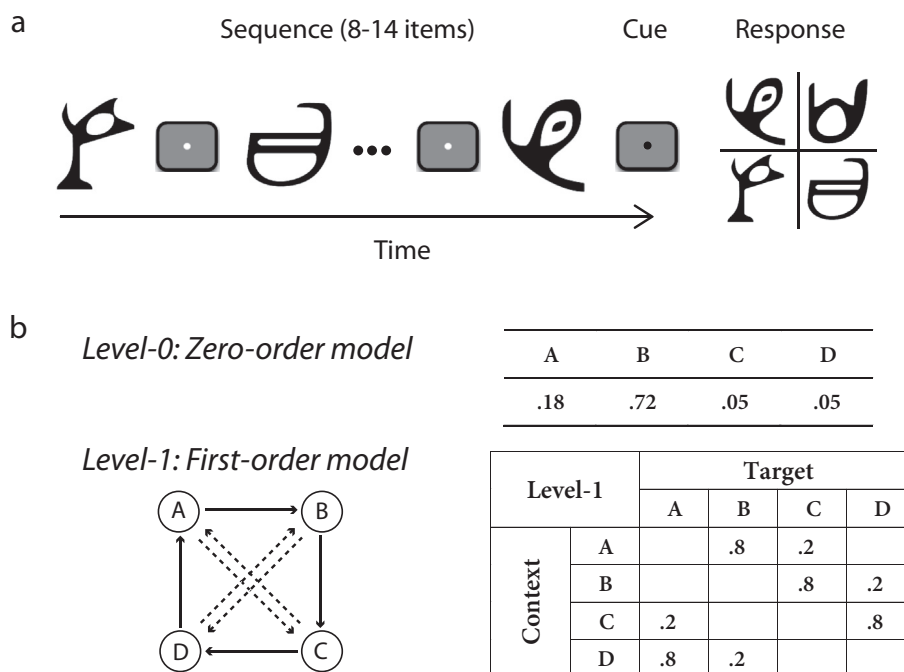 a
Sequence (8-14 items) Cue Response
Time
b
Level-0: Zero-order model
A B C D
.18 .72 .05 .05
Level-1: First-order model
A B
D C
Level-1 Target
A B C D
Context
A .8 .2
B .8 .2
C .2 .8
D .8 .2